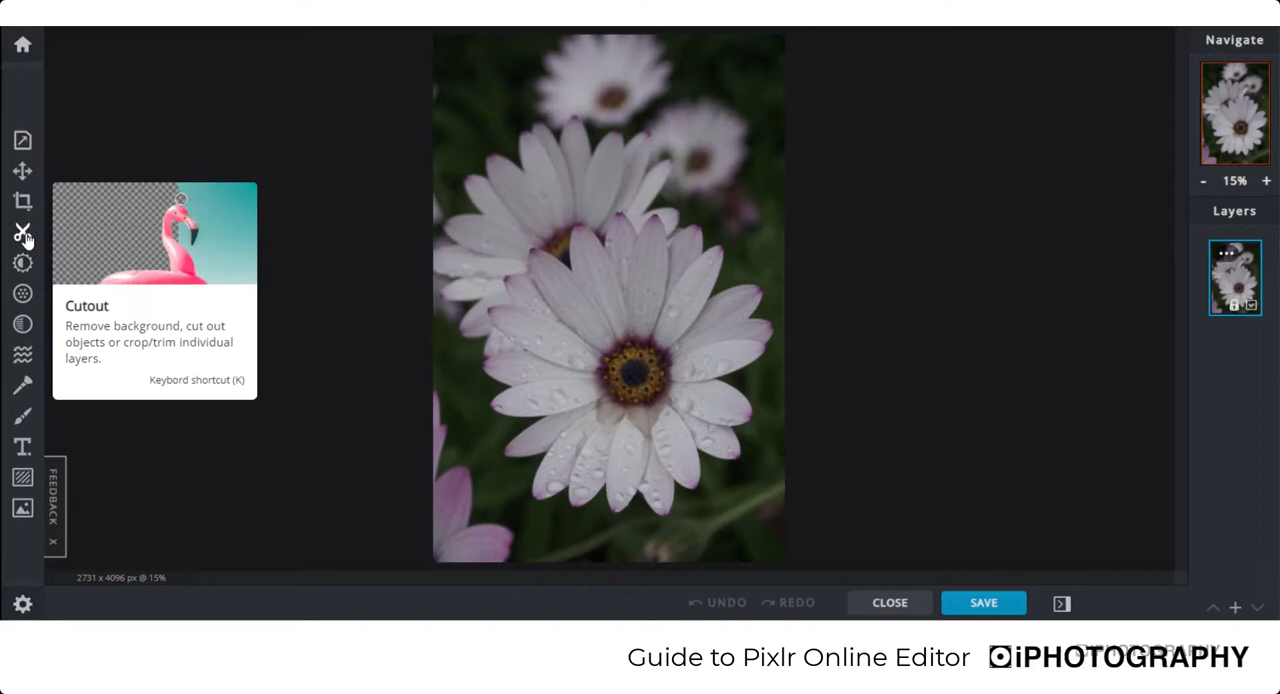 Navigate
- 15% +
Layers
Cutout
Remove background, cut out
objects or crop/trim individual
layers.
Keybord shortcut (K)
T.
FEEDBACK X
2731 x 4096 px @ 15%
UNDO REDO CLOSE SAVE
Guide to Pixlr Online Editor iPHOTOGRAPHY